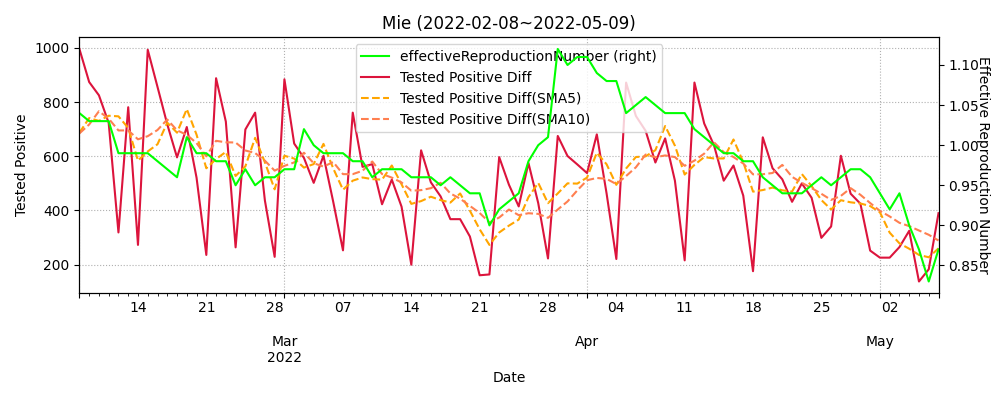 Mie (2022-02-08~2022-05-09)
effectiveReproductionNumber (right)
Tested Positive Diff
Tested Positive Diff(SMA5)
Tested Positive Diff(SMA10)
Tested Positive
1000
800
600
400
200
Effective Reproduction Number
1.10
1.05
1.00
0.95
0.90
0.85
14 21 28 07 14 21 28 04 11 18 25 02
Mar Apr May
2022
Date